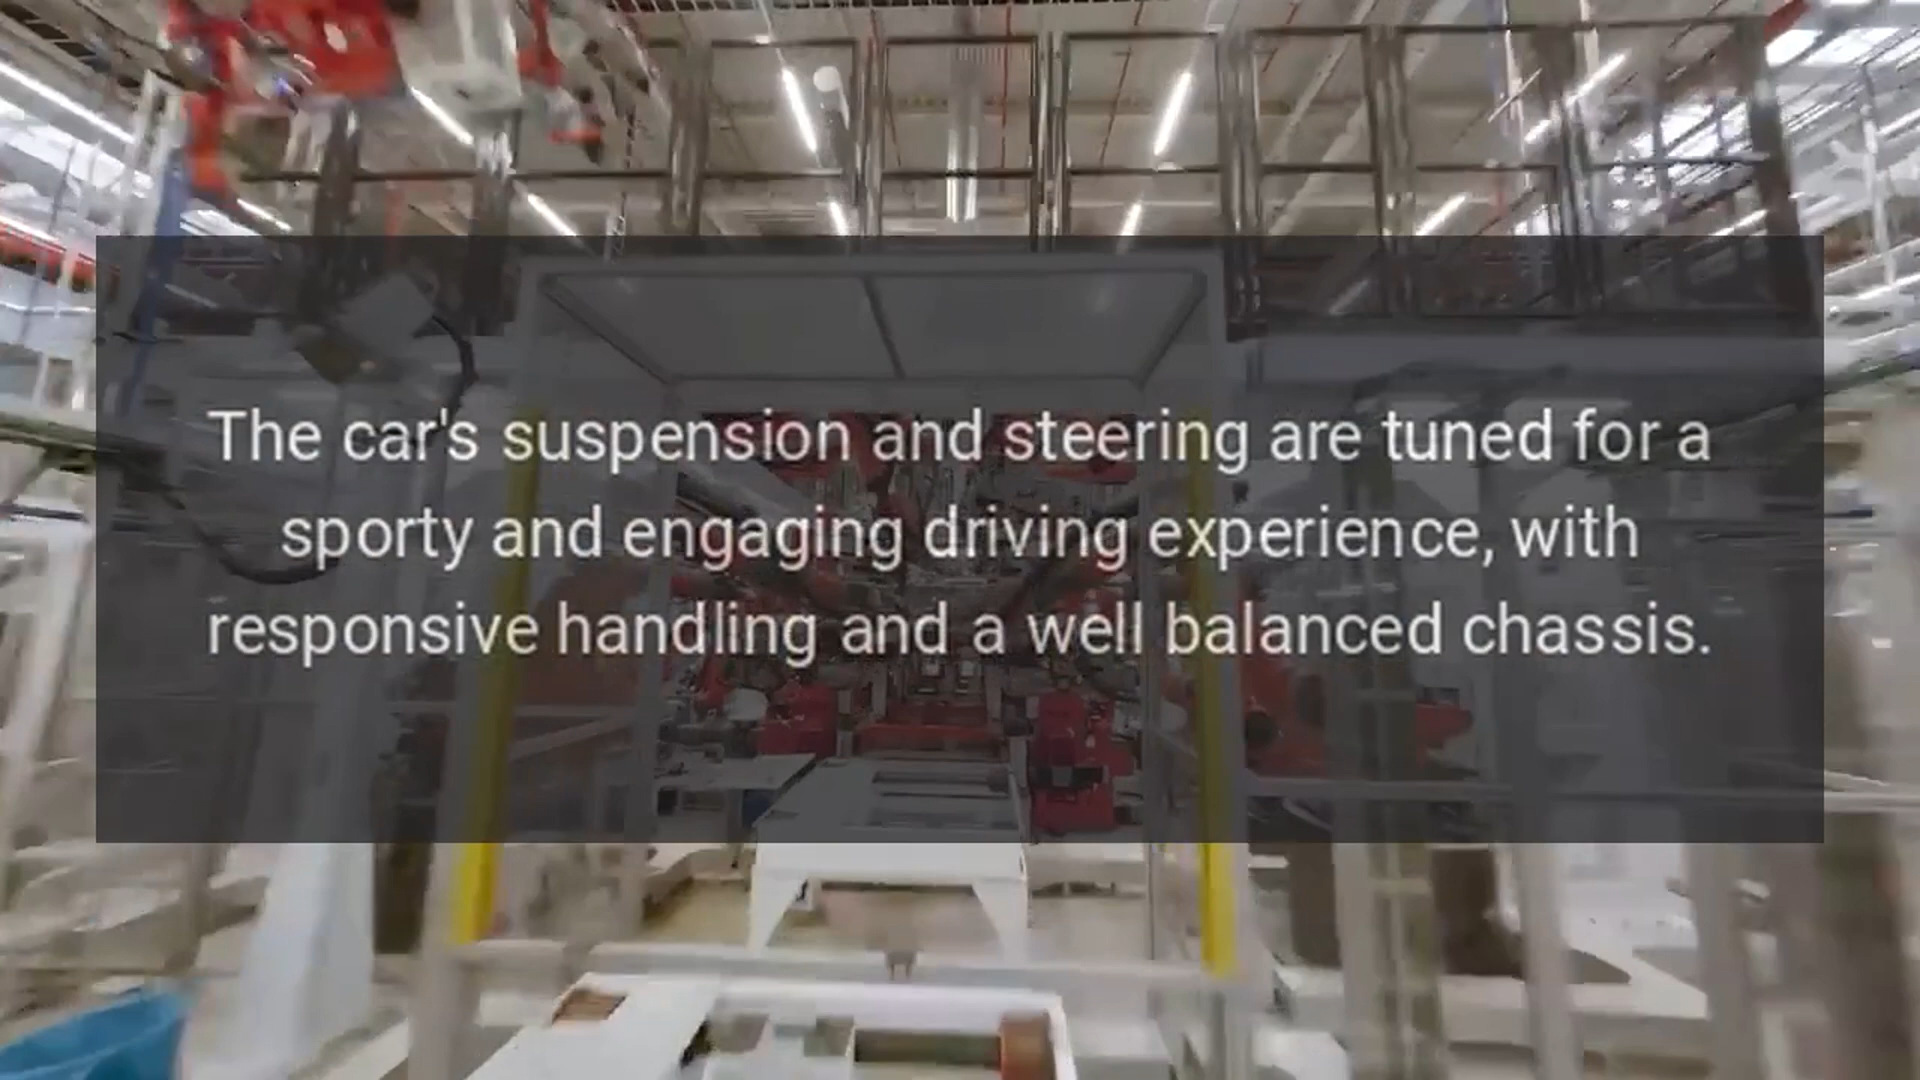 The car's suspension and steering are tuned for a
sporty and engaging driving experience, with
responsive handling and a well balanced chassis.